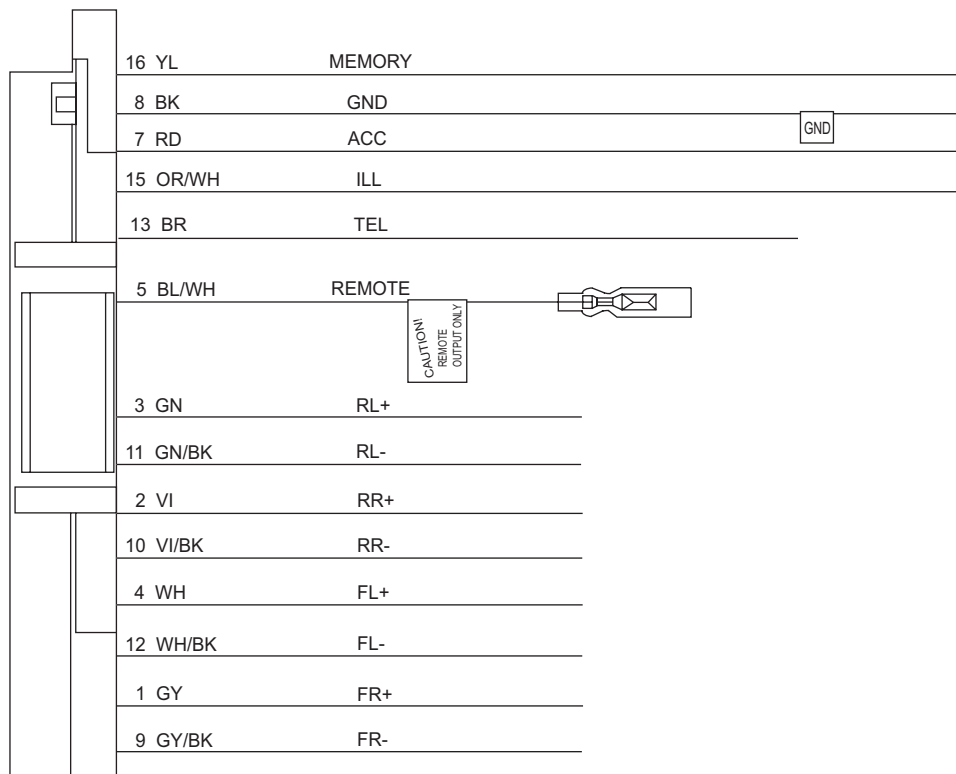 16 YL MEMORY
8 BK GND
GND
7 RD ACC
15 OR/WH ILL
13 BR TEL
5 BL/WH REMOTE
CAUTION!
REMOTE
OUTPUT ONLY
3 GN RL+
11 GN/BK RL-
2 VI RR+
10 VI/BK RR-
4 WH FL+
12 WH/BK FL-
1 GY FR+
9 GY/BK FR-